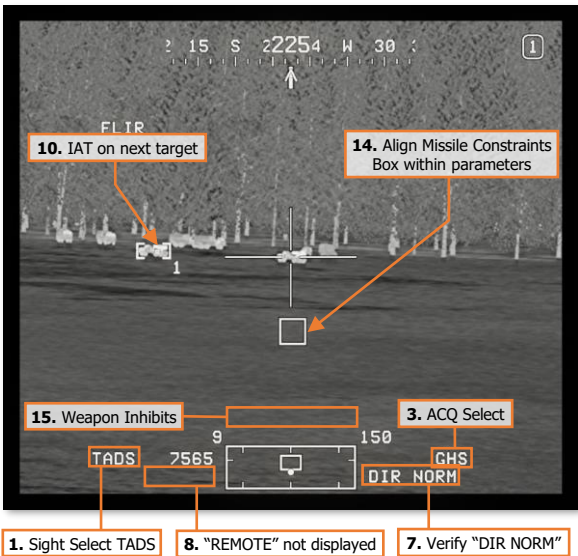 2 15 S 22254 W 30 :
1
FLIR
10. IAT on next target
14. Align Missile Constraints
Box within parameters
1
15. Weapon Inhibits
3. ACQ Select
9
150
TADS 7565
GHS
DIR NORM
1. Sight Select TADS
8. “REMOTE” not displayed
7. Verify “DIR NORM”